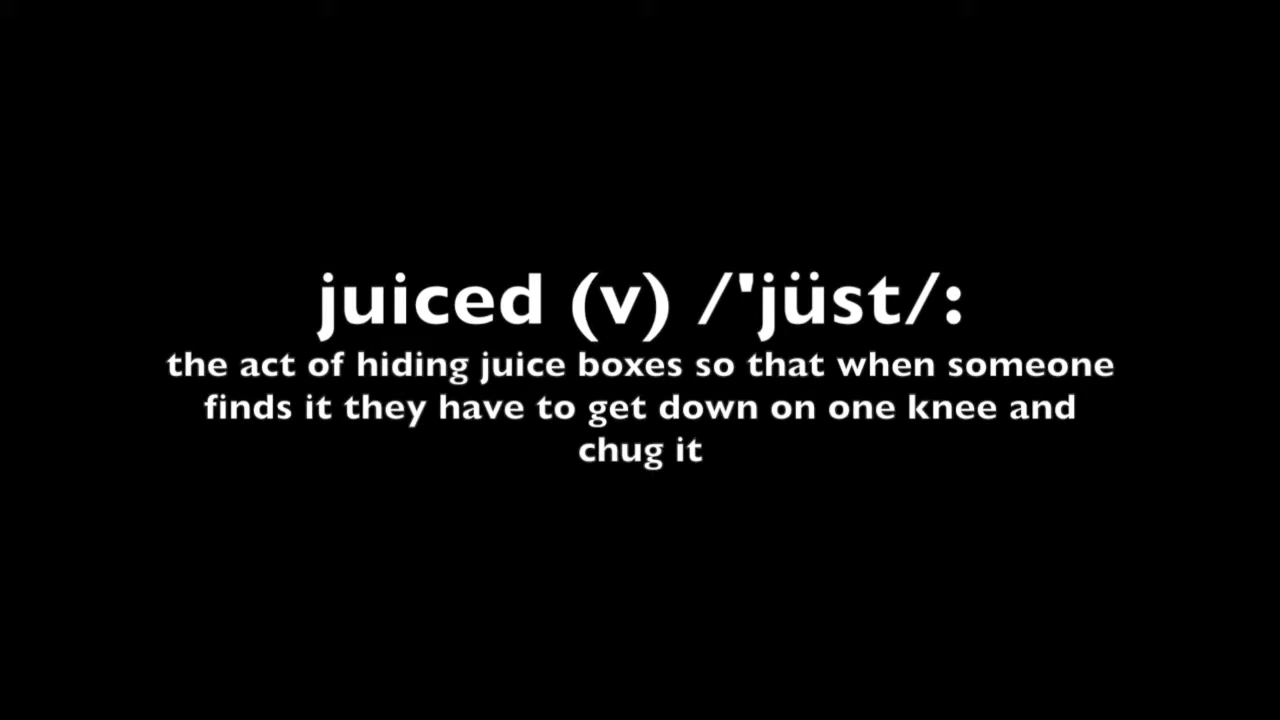 juiced (v) /'jüst/:
the act of hiding juice boxes so that when someone
finds it they have to get down on one knee and
chug it